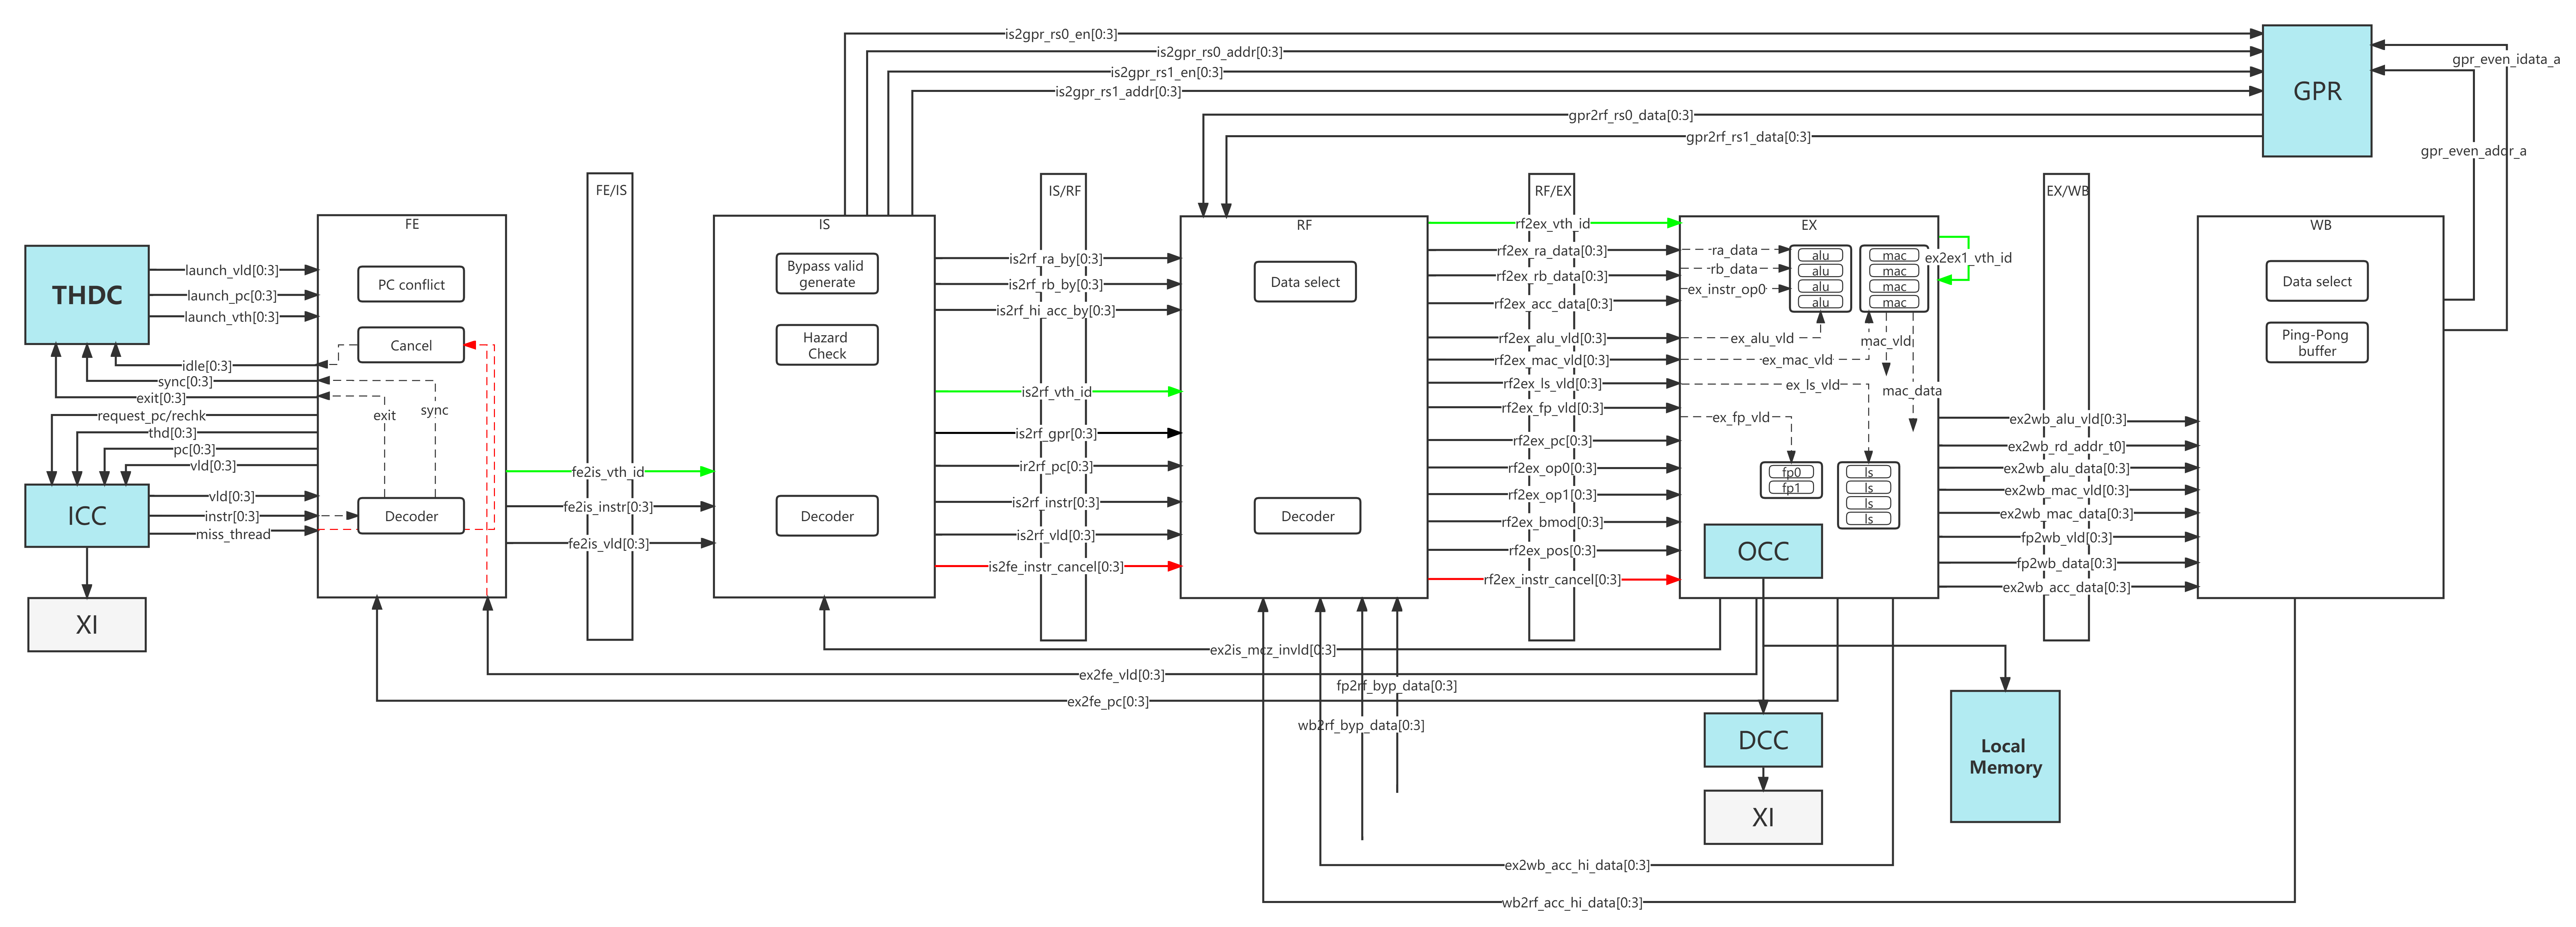 is2gpr_rs0_en[0:3]
is2gpr_rs0_addr[0:3]
is2gpr_rs1_en[0:3]
is2gpr_rs1_addr[0:3]
gpr2rf_rs0_data[0:3]
gpr2rf_rs1_data[0:3]
GPR
gpr_even_idata_a
gpr_even_addr_a
FE/IS
IS/RF
RF/EX
EX/WB
THDC
launch_vld[0:3]
launch_pc[0:3]
launch_vth[0:3]
idle[0:3]
sync[0:3]
exit[0:3]
request_pc/rechk
thd[0:3]
pc[0:3]
vld[0:3]
ICC
vld[0:3]
instr[0:3]
miss_thread
XI
FE
PC conflict
Cancel
exit
sync
Decoder
fe2is_vth_id
fe2is_instr[0:3]
fe2is_vld[0:3]
IS
Bypass valid
generate
Hazard
Check
Decoder
is2rf_ra_by[0:3]
is2rf_rb_by[0:3]
is2rf_hi_acc_by[0:3]
is2rf_vth_id
is2rf_gpr[0:3]
ir2rf_pc[0:3]
is2rf_instr[0:3]
is2rf_vld[0:3]
is2fe_instr_cancel[0:3]
RF
Data select
Decoder
rf2ex_vth_id
rf2ex_ra_data[0:3]
rf2ex_rb_data[0:3]
rf2ex_acc_data[0:3]
rf2ex_alu_vld[0:3]
rf2ex_mac_vld[0:3]
rf2ex_ls_vld[0:3]
rf2ex_fp_vld[0:3]
rf2ex_pc[0:3]
rf2ex_op0[0:3]
rf2ex_op1[0:3]
rf2ex_bmod[0:3]
rf2ex_pos[0:3]
rf2ex_instr_cancel[0:3]
EX
ra_data
rb_data
ex_instr_op0
alu
alu
alu
alu
mac
mac
mac
mac
ex2ex1_vth_id
ex_alu_vld
mac_vld
ex_mac_vld
ex_ls_vld
mac_data
ex_fp_vld
fp0
fp1
ls
ls
ls
ls
OCC
ex2wb_alu_vld[0:3]
ex2wb_rd_addr_t0]
ex2wb_alu_data[0:3]
ex2wb_mac_vld[0:3]
ex2wb_mac_data[0:3]
fp2wb_vld[0:3]
fp2wb_data[0:3]
ex2wb_acc_data[0:3]
WB
Data select
Ping-Pong
buffer
ex2is_mcz_invld[0:3]
ex2fe_vld[0:3]
fp2rf_byp_data[0:3]
ex2fe_pc[0:3]
wb2rf_byp_data[0:3]
DCC
XI
Local
Memory
ex2wb_acc_hi_data[0:3]
wb2rf_acc_hi_data[0:3]